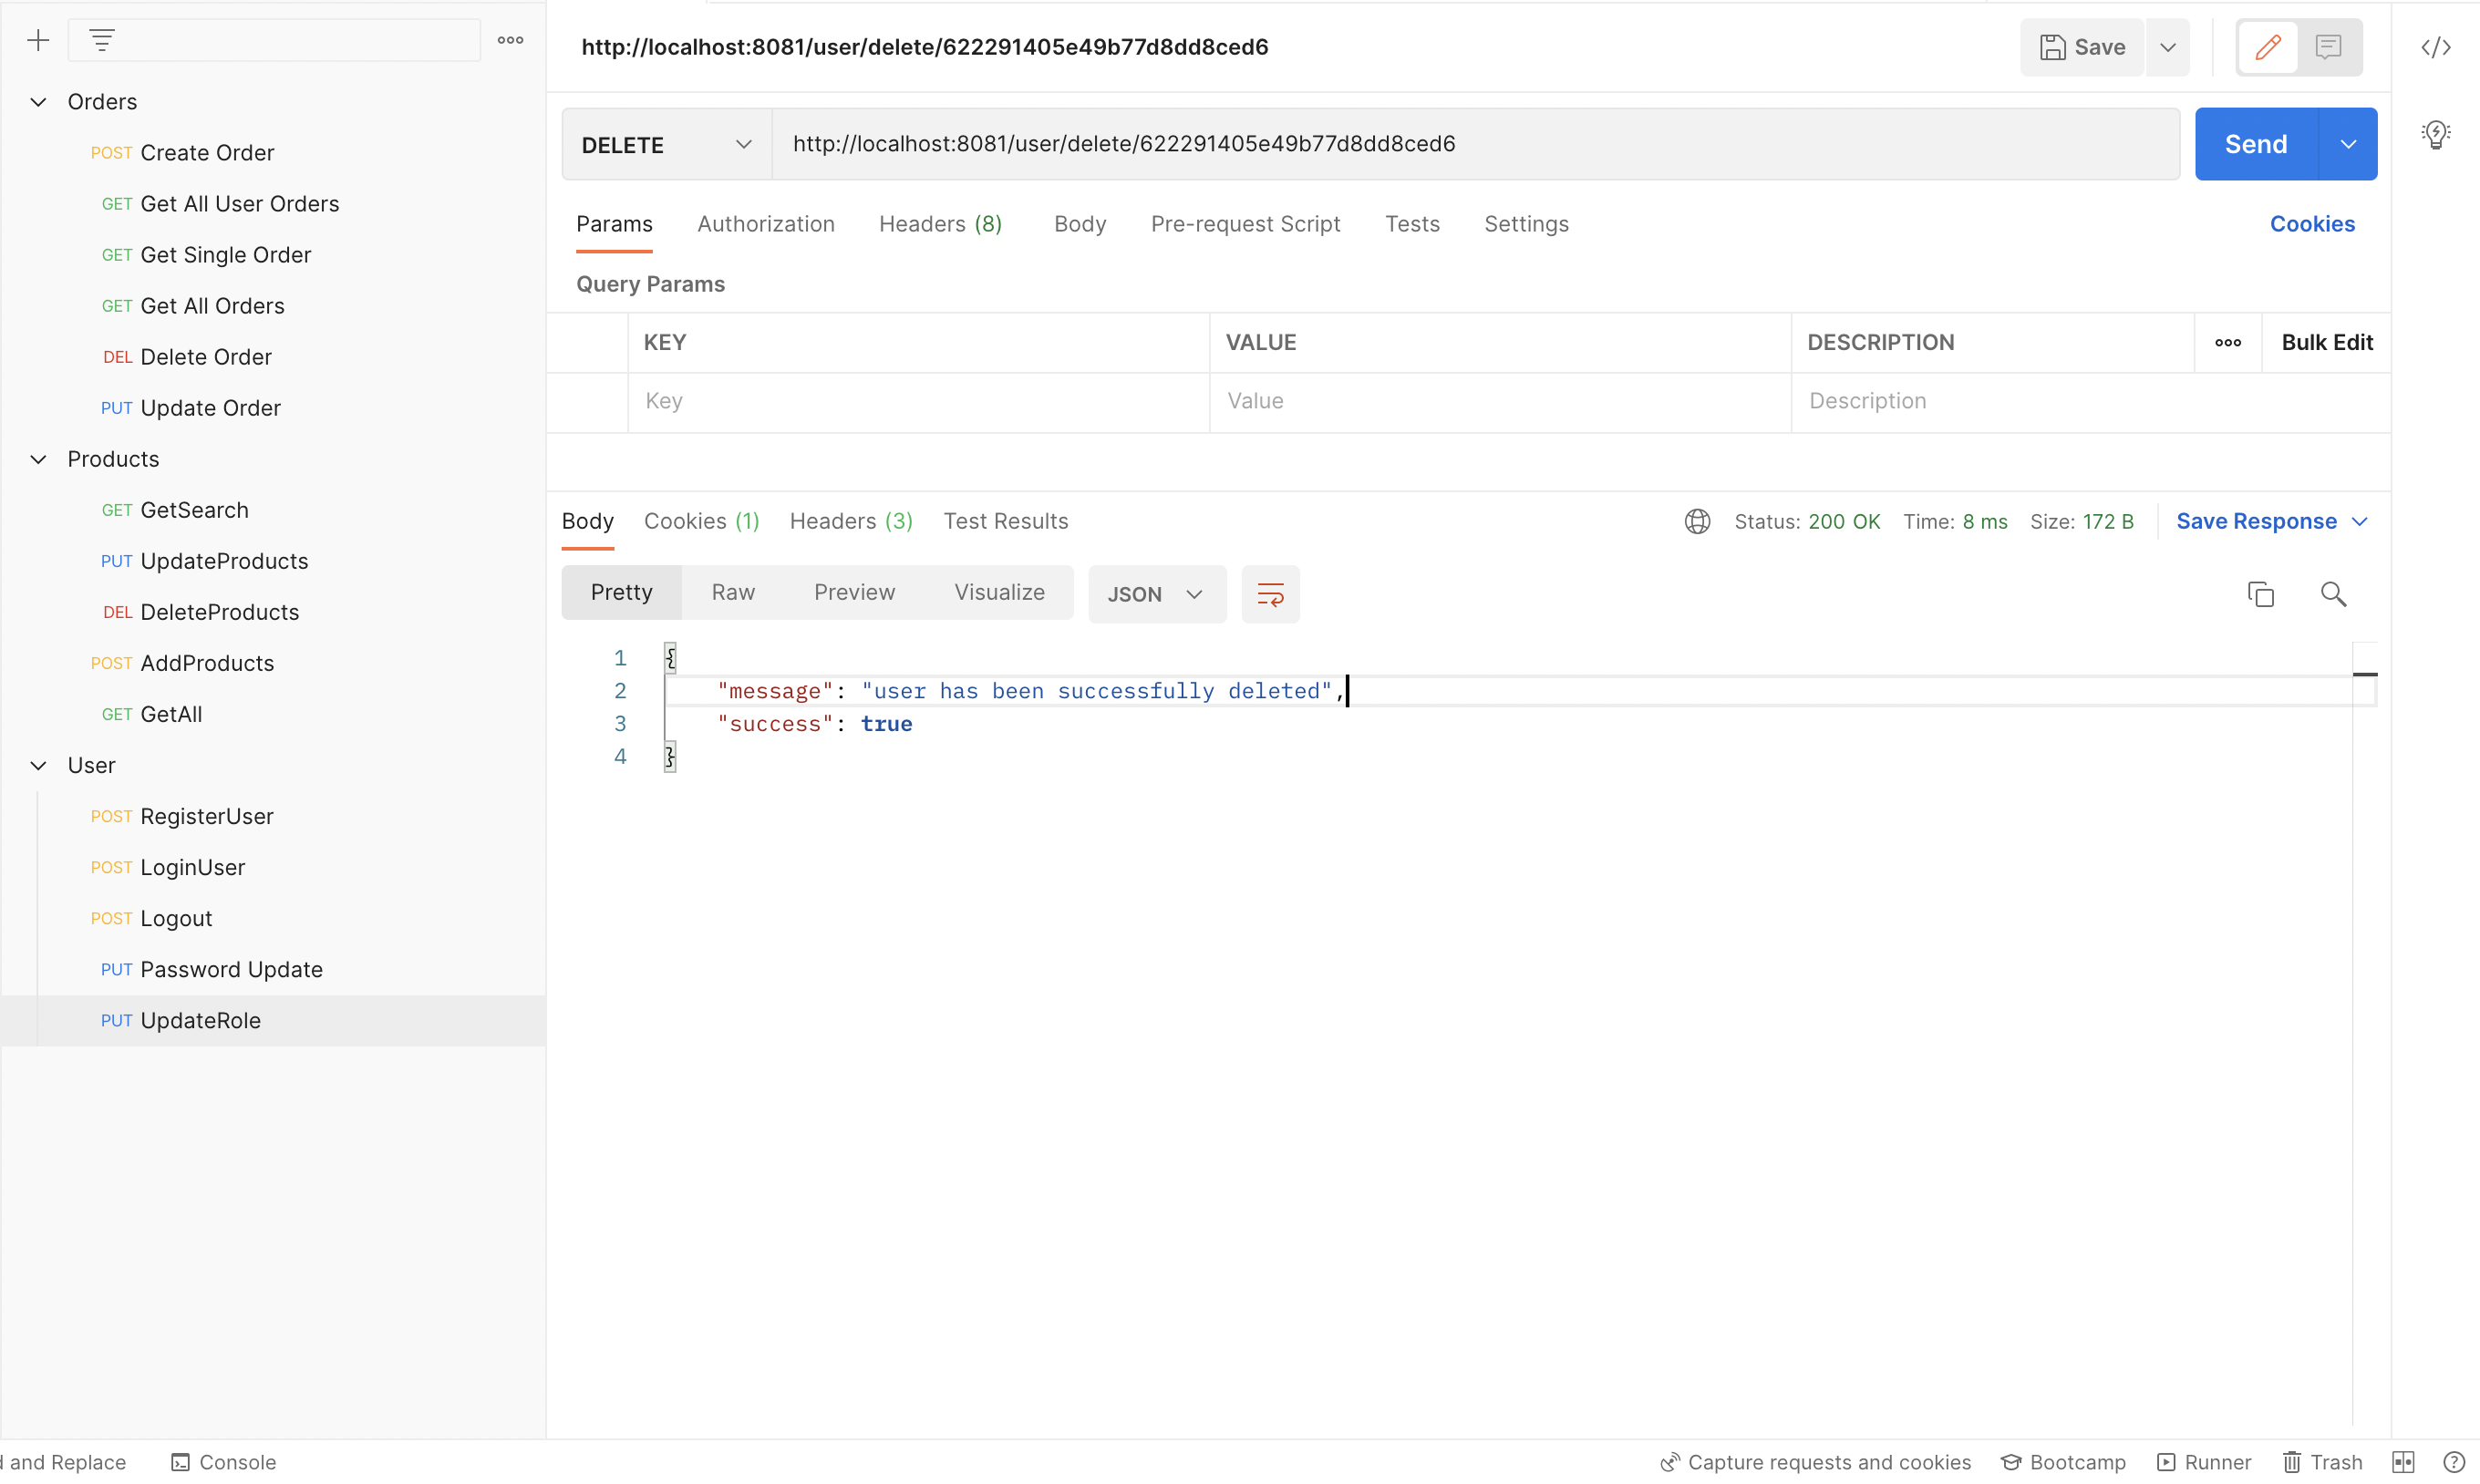 Orders
POST Create Order
GET Get All User Orders
GET Get Single Order
GET Get All Orders
DEL Delete Order
PUT Update Order
Products
GET GetSearch
PUT UpdateProducts
DEL DeleteProducts
POST AddProducts
GET GetAll
User
POST RegisterUser
POST LoginUser
POST Logout
PUT Password Update
PUT UpdateRole
http://localhost:8081/user/delete/622291405e49b77d8dd8ced6
Save
DELETE http://localhost:8081/user/delete/622291405e49b77d8dd8ced6 Send
Params Authorization Headers (8) Body Pre-request Script Tests Settings Cookies
Query Params
KEY VALUE DESCRIPTION Bulk Edit
Key Value Description
Body Cookies (1) Headers (3) Test Results Status: 200 OK Time: 8 ms Size: 172 B Save Response
Pretty Raw Preview Visualize JSON
1 {
2 "message": "user has been successfully deleted",
3 "success": true
4 }
and Replace Console Capture requests and cookies Bootcamp Runner Trash